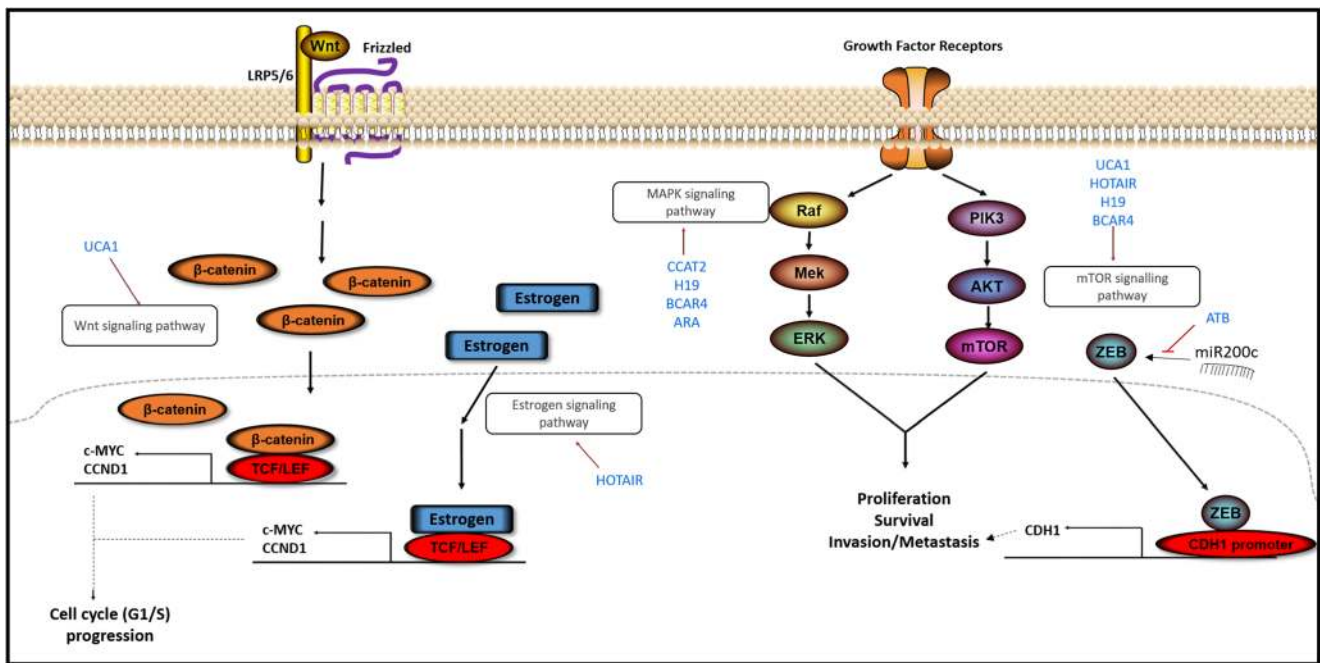 Wnt
Frizzled
LRP5/6
Growth Factor Receptors
UCA1
Wnt signaling pathway
β-catenin
β-catenin
β-catenin
Estrogen
Estrogen
MAPK signaling
pathway
CCAT2
H19
BCAR4
ARA
Raf
Mek
ERK
PIK3
AKT
mTOR
UCA1
HOTAIR
H19
BCAR4
mTOR signalling
pathway
ATB
ZEB
miR200c
β-catenin
β-catenin
TCF/LEF
c-MYC
CCND1
Estrogen signaling
pathway
HOTAIR
Estrogen
TCF/LEF
c-MYC
CCND1
Cell cycle (G1/S)
progression
Proliferation
Survival
Invasion/Metastasis
CDH1
ZEB
CDH1 promoter